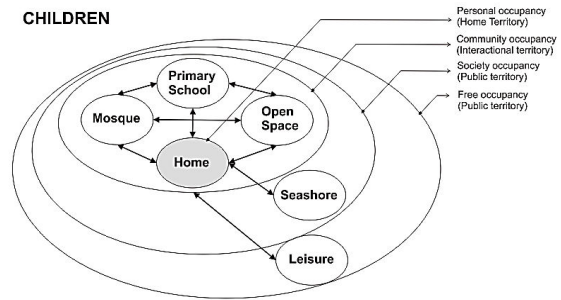 CHILDREN
Personal occupancy
(Home Territory)
Community occupancy
(Interactional territory)
Society occupancy
(Public territory)
Free occupancy
(Public territory)
Primary
School
Mosque
Open
Space
Home
Seashore
Leisure